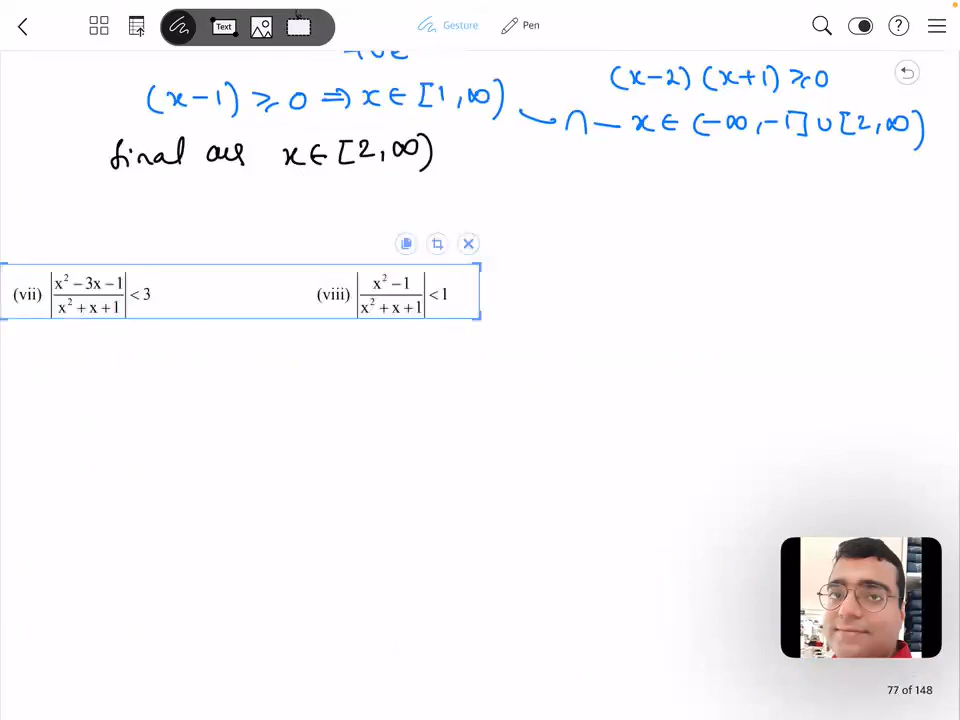 Text Gesture Pen
+ve
(x-1) ≥ 0 ⇒ x ∈ [1, ∞)
(x-2) (x+1) ≥ 0
∩ — x ∈ (-∞, -1] ∪ [2, ∞)
final ans x ∈ [2, ∞)
(vii) |(x² − 3x − 1)/(x² + x + 1)| < 3 (viii) |(x² − 1)/(x² + x + 1)| < 1
77 of 148